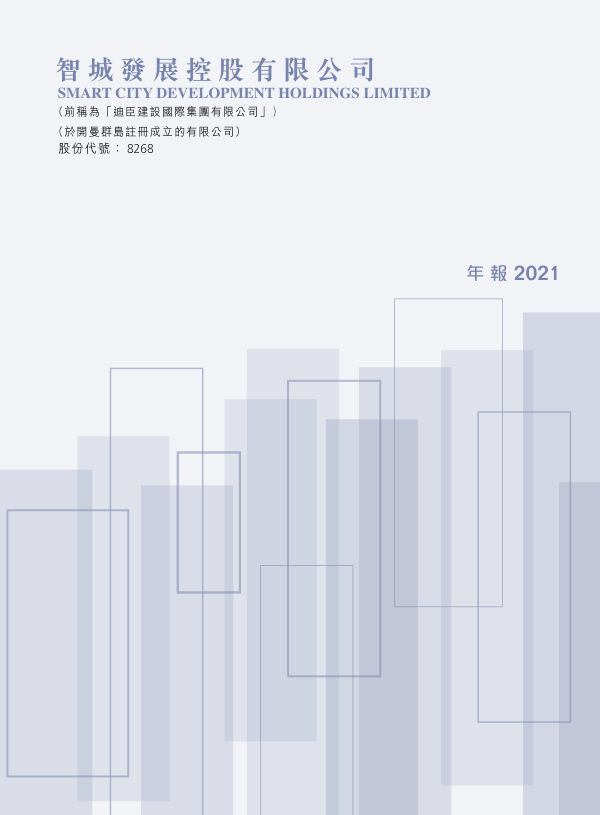 智城發展控股有限公司
SMART CITY DEVELOPMENT HOLDINGS LIMITED
（前稱為「迪臣建設國際集團有限公司」）
（於開曼群島註冊成立的有限公司）
股份代號：8268
年報 2021